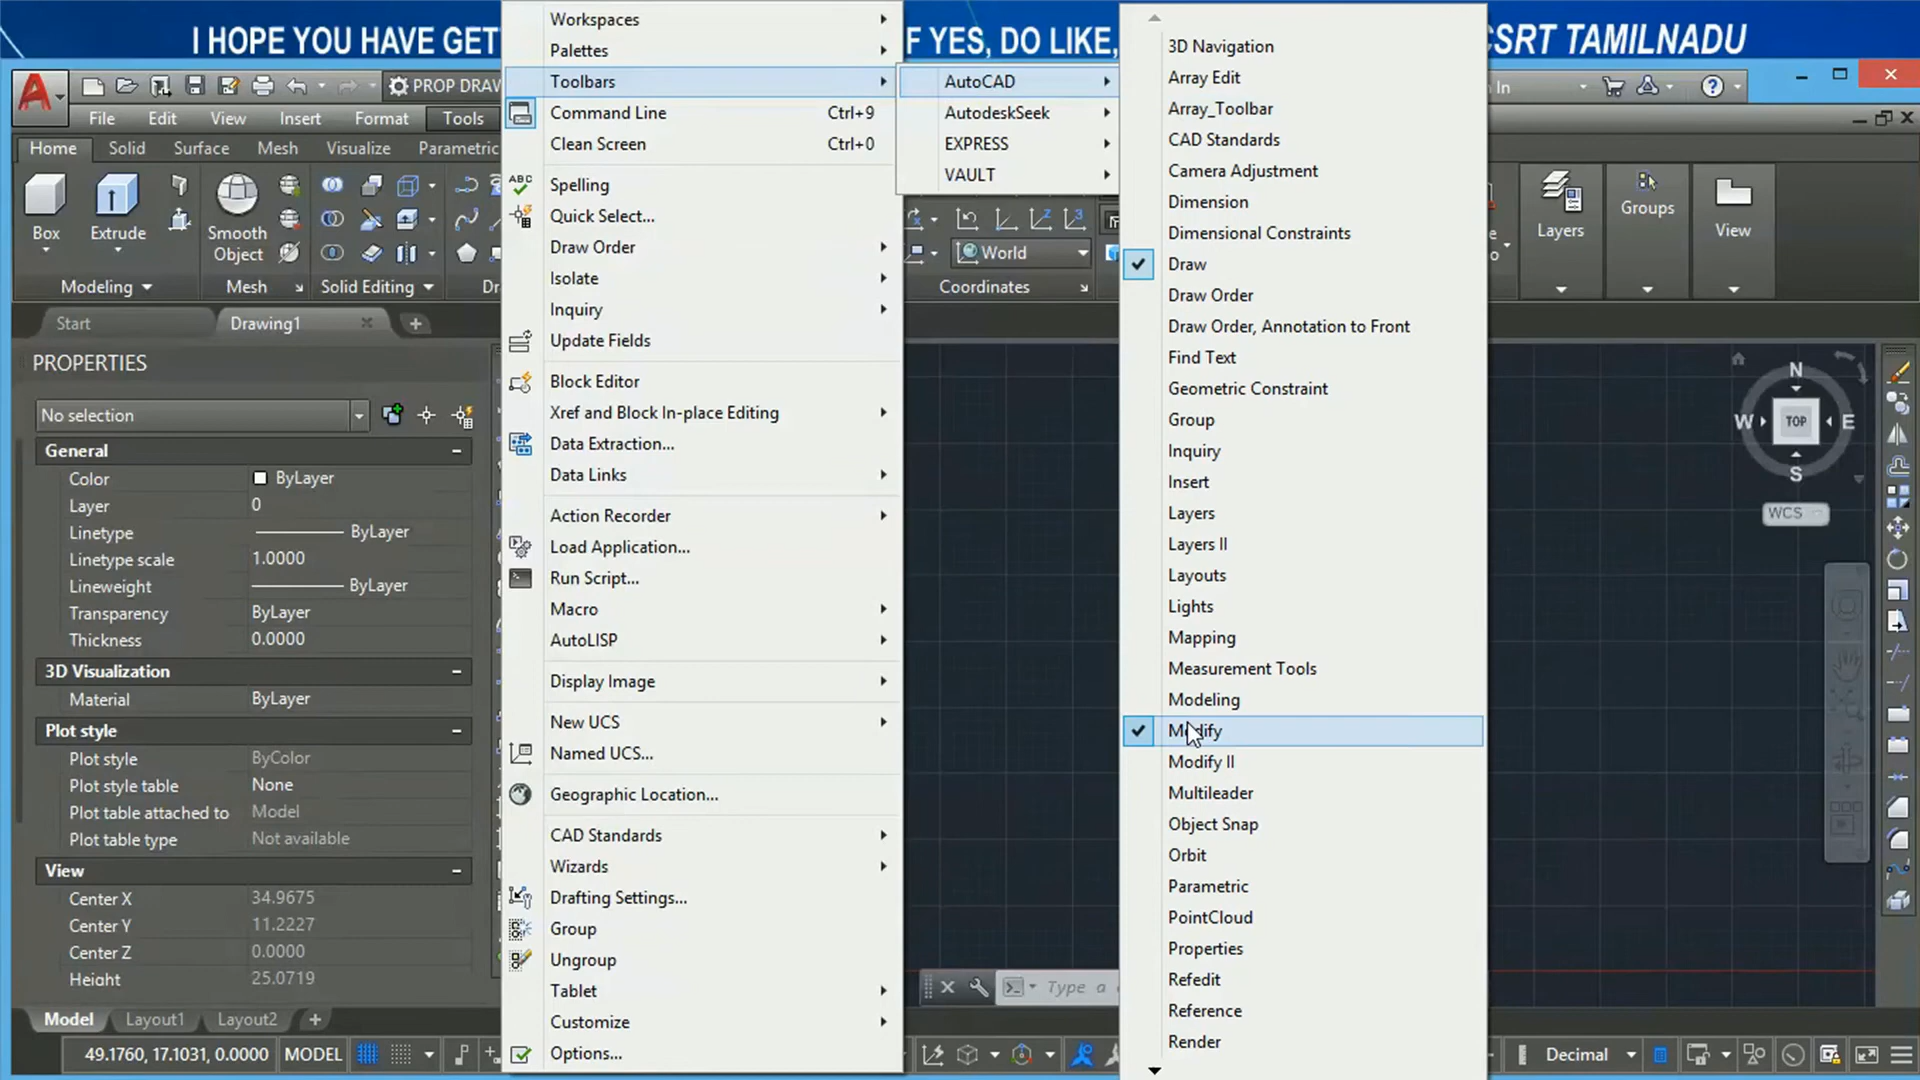 I HOPE YOU HAVE GET
F YES, DO LIKE,
CSRT TAMILNADU
PROP DRAW
In
File
Edit
View
Insert
Format
Tools
Home
Solid
Surface
Mesh
Visualize
Parametric
Box
Extrude
Smooth
Object
Modeling
Mesh
Solid Editing
World
Coordinates
Layers
Groups
View
Start
Drawing1
PROPERTIES
No selection
General
Color ByLayer
Layer 0
Linetype ByLayer
Linetype scale 1.0000
Lineweight ByLayer
Transparency ByLayer
Thickness 0.0000
3D Visualization
Material ByLayer
Plot style
Plot style ByColor
Plot style table None
Plot table attached to Model
Plot table type Not available
View
Center X 34.9675
Center Y 11.2227
Center Z 0.0000
Height 25.0719
Model
Layout1
Layout2
49.1760, 17.1031, 0.0000
MODEL
Workspaces
Palettes
Toolbars
Command Line Ctrl+9
Clean Screen Ctrl+0
ABC
Spelling
Quick Select...
Draw Order
Isolate
Inquiry
Update Fields
Block Editor
Xref and Block In-place Editing
Data Extraction...
Data Links
Action Recorder
Load Application...
Run Script...
Macro
AutoLISP
Display Image
New UCS
Named UCS...
Geographic Location...
CAD Standards
Wizards
Drafting Settings...
Group
Ungroup
Tablet
Customize
Options...
AutoCAD
AutodeskSeek
EXPRESS
VAULT
3D Navigation
Array Edit
Array_Toolbar
CAD Standards
Camera Adjustment
Dimension
Dimensional Constraints
Draw
Draw Order
Draw Order, Annotation to Front
Find Text
Geometric Constraint
Group
Inquiry
Insert
Layers
Layers II
Layouts
Lights
Mapping
Measurement Tools
Modeling
Modify
Modify II
Multileader
Object Snap
Orbit
Parametric
PointCloud
Properties
Refedit
Reference
Render
N
W
TOP
E
S
WCS
Type a
Decimal